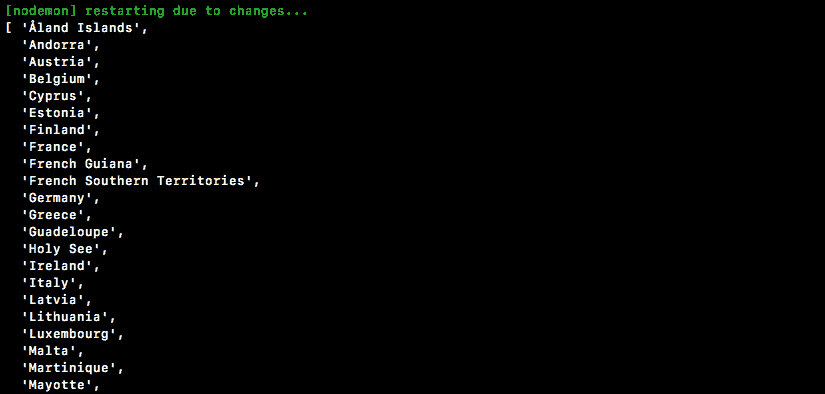 [nodemon] restarting due to changes...
[ 'Åland Islands',
'Andorra',
'Austria',
'Belgium',
'Cyprus',
'Estonia',
'Finland',
'France',
'French Guiana',
'French Southern Territories',
'Germany',
'Greece',
'Guadeloupe',
'Holy See',
'Ireland',
'Italy',
'Latvia',
'Lithuania',
'Luxembourg',
'Malta',
'Martinique',
'Mayotte',